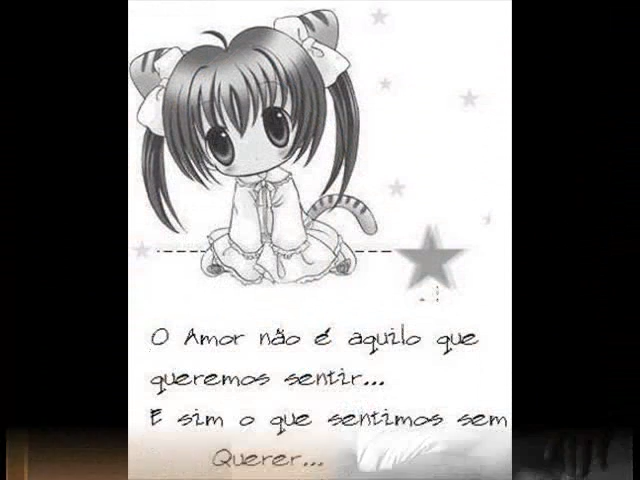 O Amor não é aquilo que
queremos sentir...
E sim o que sentimos sem
Querer...